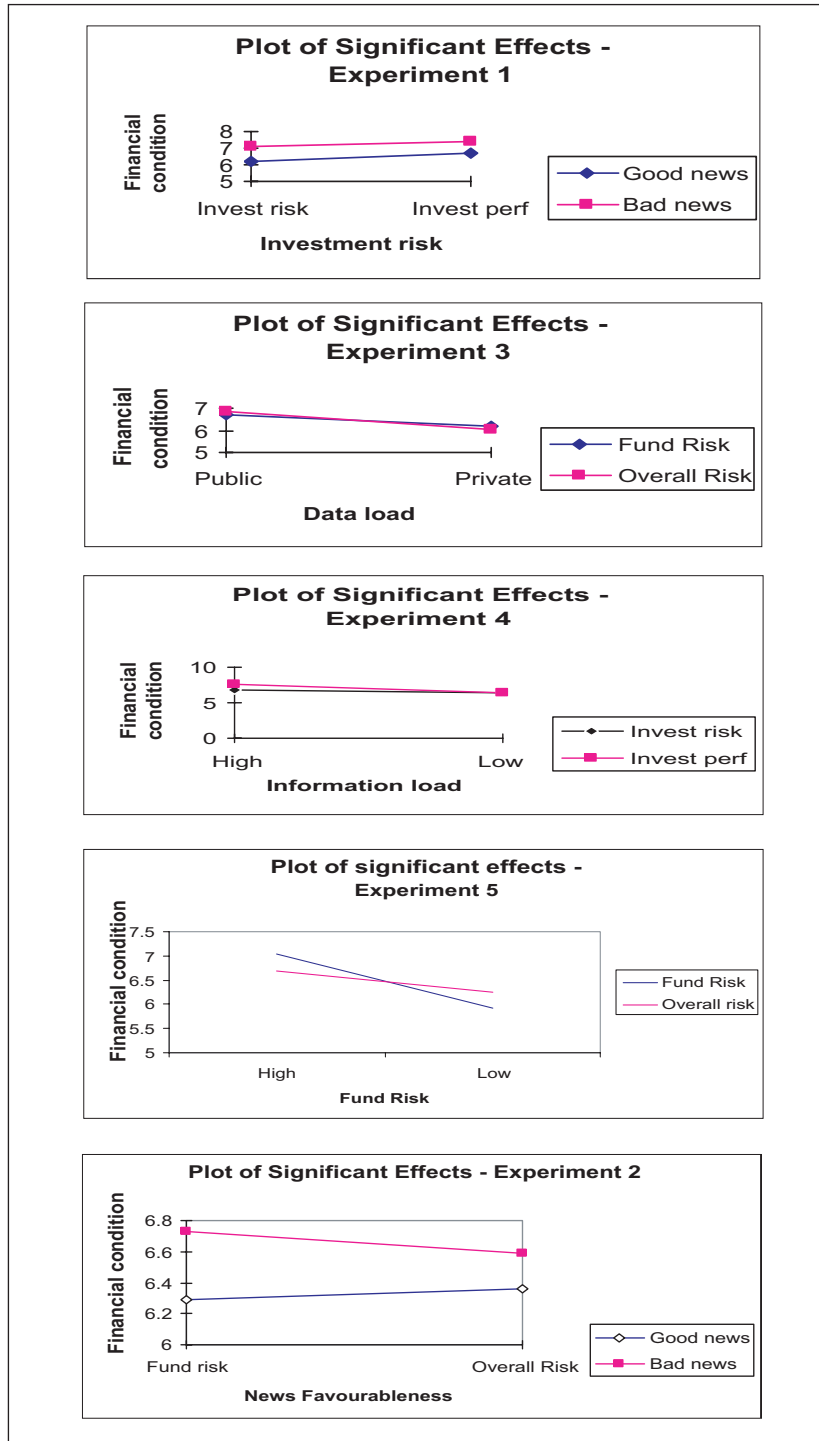 Plot of Significant Effects -
Experiment 1
Financial
condition
8
7
6
5
Invest risk Invest perf
Investment risk
Good news
Bad news
Plot of Significant Effects -
Experiment 3
Financial
condition
7
6
5
Public Private
Data load
Fund Risk
Overall Risk
Plot of Significant Effects -
Experiment 4
Financial
condition
10
5
0
High Low
Information load
Invest risk
Invest perf
Plot of significant effects -
Experiment 5
Financial condition
7.5
7
6.5
6
5.5
5
High Low
Fund Risk
Fund Risk
Overall risk
Plot of Significant Effects - Experiment 2
Financial condition
6.8
6.6
6.4
6.2
6
Fund risk Overall Risk
News Favourableness
Good news
Bad news